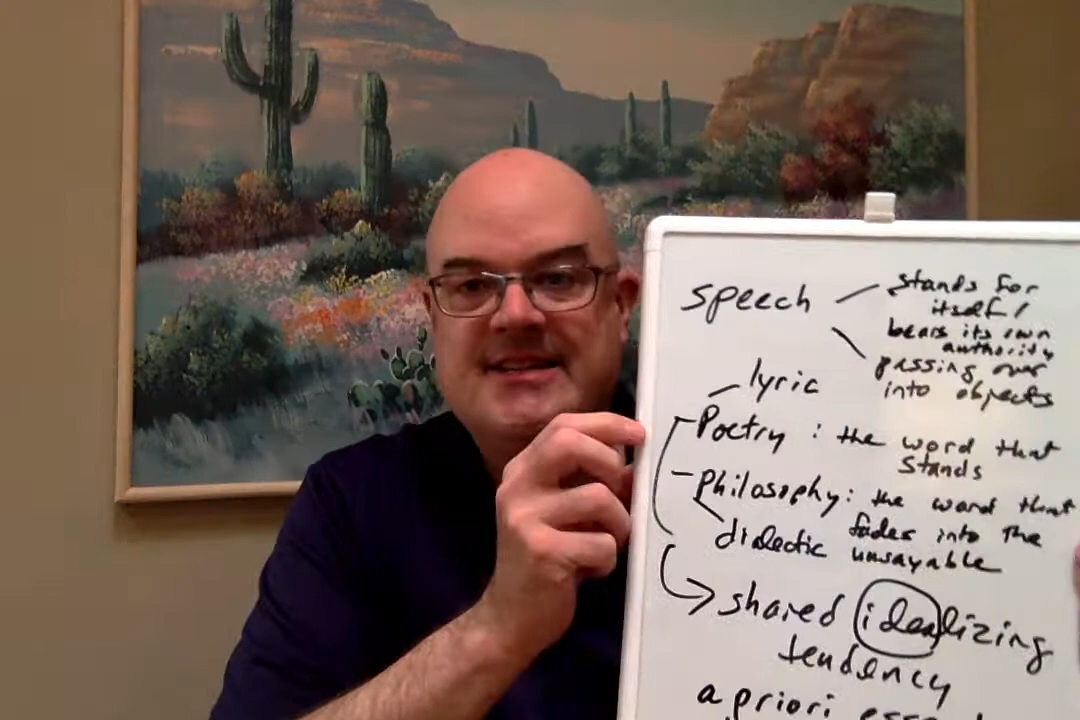 speech
stands for
itself/
bears its own
authority
passing over
into objects
lyric
Poetry : the word that
stands
Philosophy: the word that
fades into the
dialectic unsayable
shared idealizing
tendency
a priori